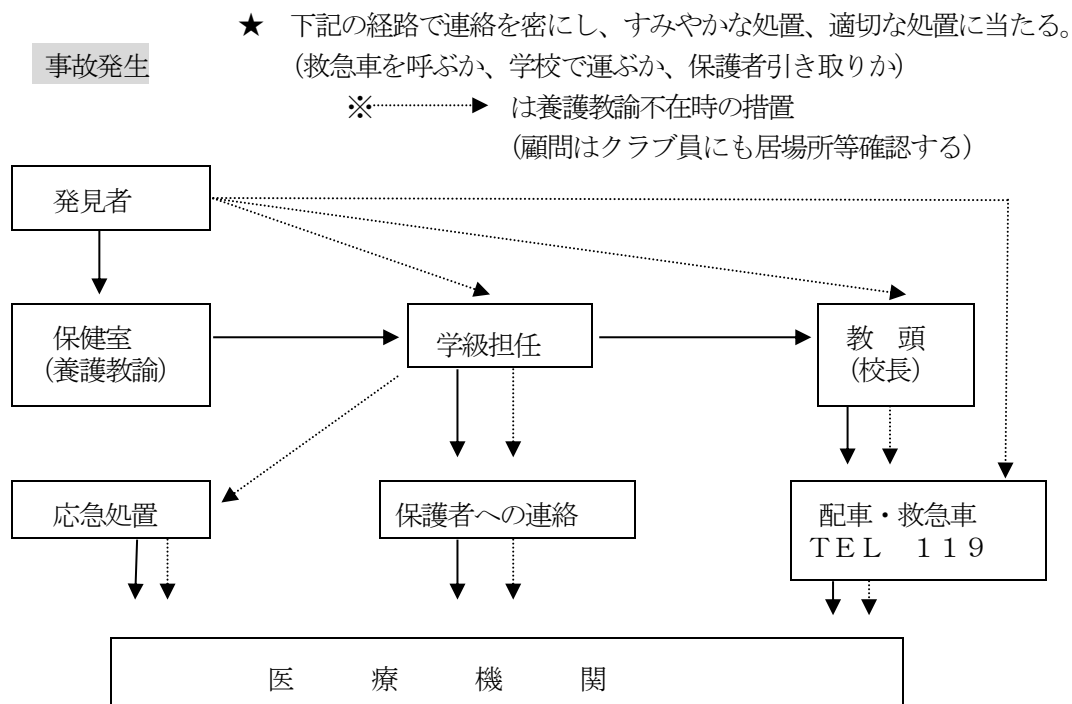 ★ 下記の経路で連絡を密にし、すみやかな処置、適切な処置に当たる。
事故発生
(救急車を呼ぶか、学校で運ぶか、保護者引き取りか)
※ は養護教諭不在時の措置
(顧問はクラブ員にも居場所等確認する)
発見者
保健室
(養護教諭)
学級担任
教 頭
(校長)
応急処置
保護者への連絡
配車・救急車
TEL 119
医 療 機 関